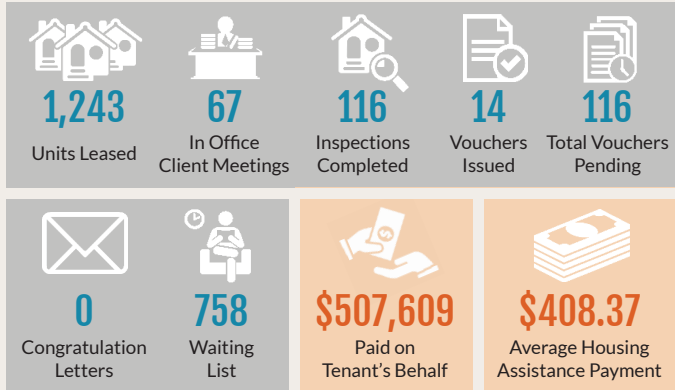 1,243
Units Leased
67
In Office
Client Meetings
116
Inspections
Completed
14
Vouchers
Issued
116
Total Vouchers
Pending
0
Congratulation
Letters
758
Waiting
List
$
$507,609
Paid on
Tenant's Behalf
$408.37
Average Housing
Assistance Payment